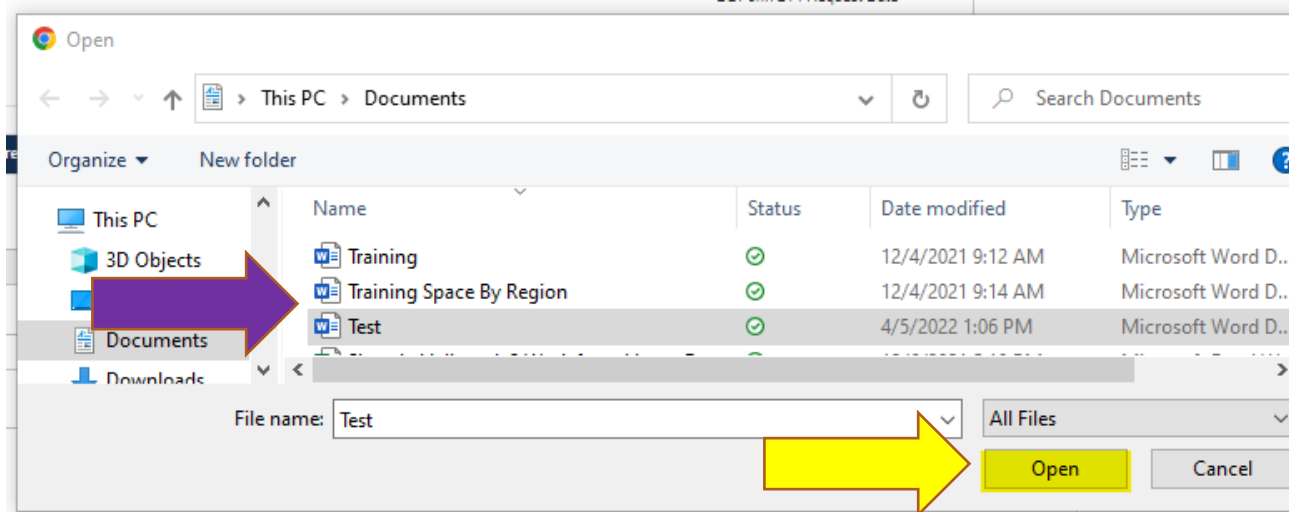 Open
This PC > Documents
Search Documents
Organize New folder
?
Name Status Date modified Type
This PC
3D Objects
Documents
Downloads
Training 12/4/2021 9:12 AM Microsoft Word D...
Training Space By Region 12/4/2021 9:14 AM Microsoft Word D...
Test 4/5/2022 1:06 PM Microsoft Word D...
File name: Test All Files
Open Cancel